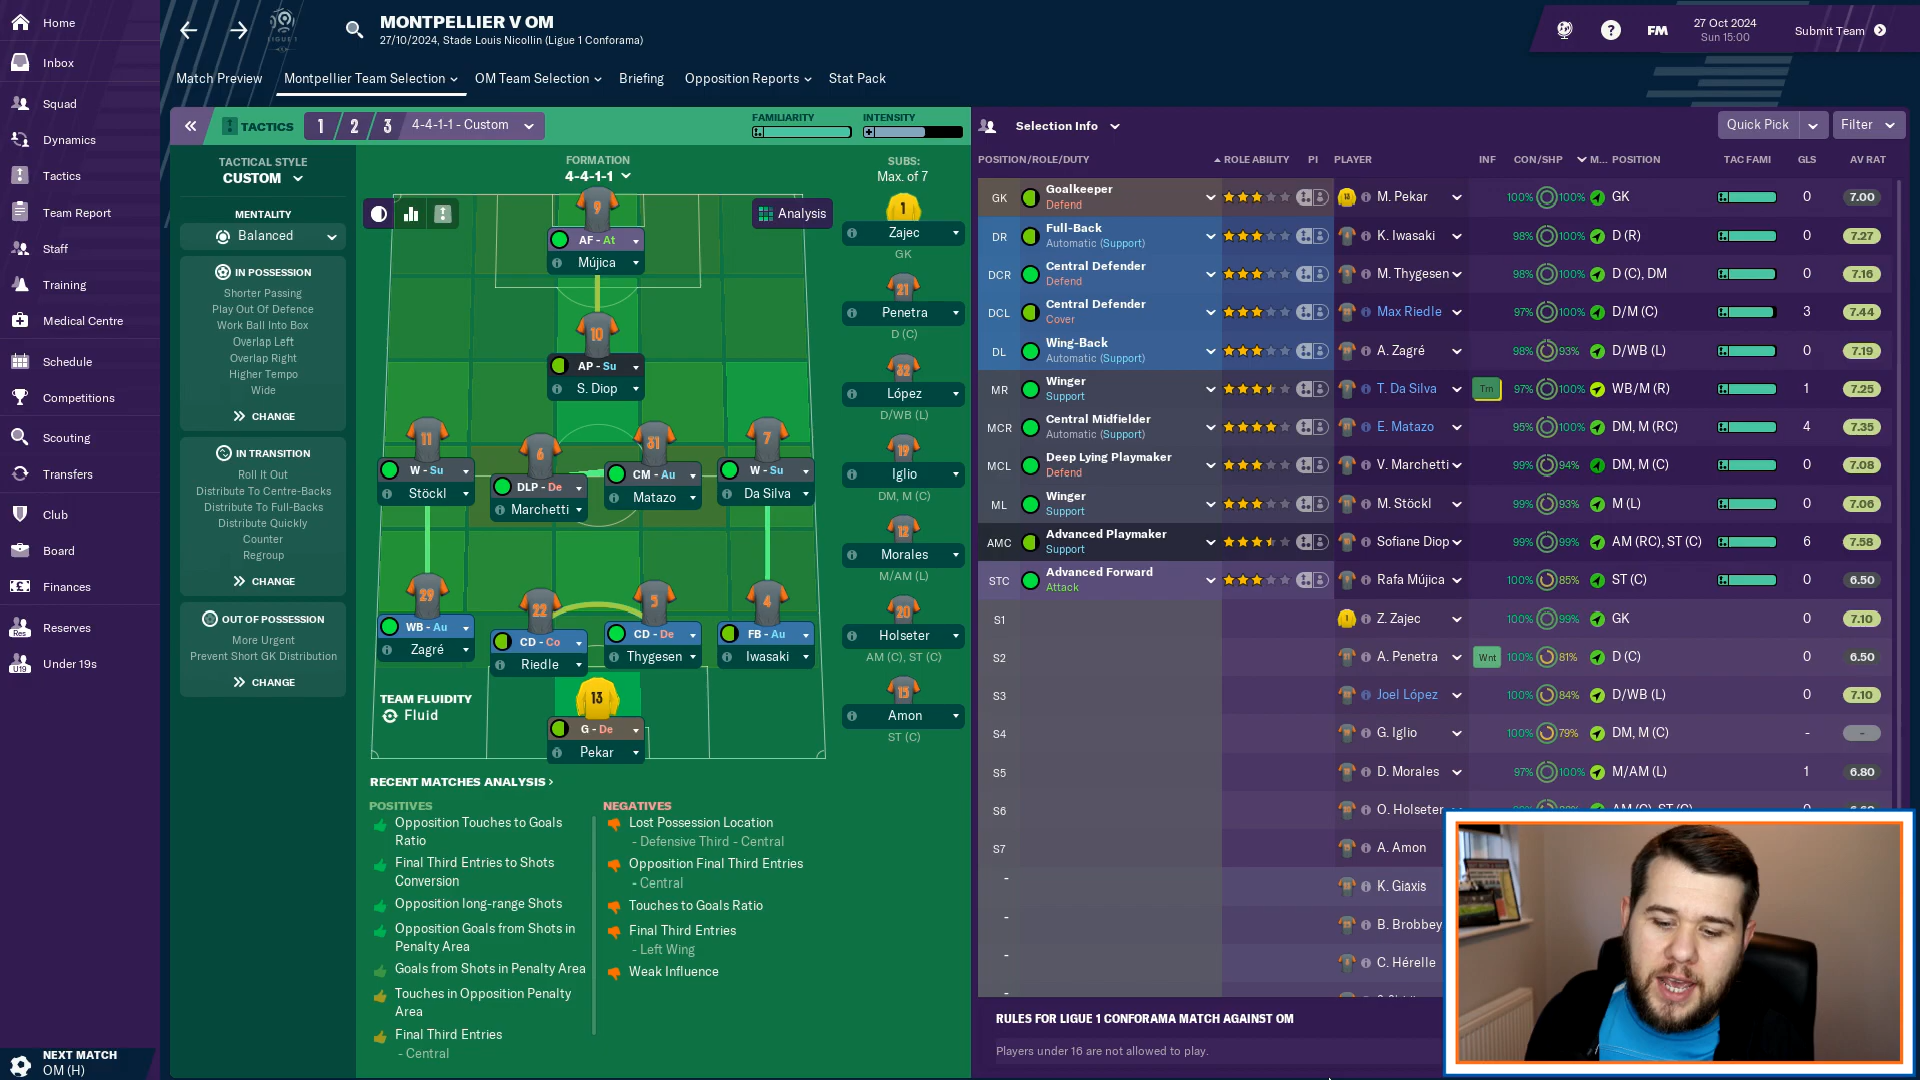 Home
Inbox
Squad
Dynamics
Tactics
Team Report
Staff
Training
Medical Centre
Schedule
Competitions
Scouting
Transfers
Club
Board
Finances
Res
Reserves
U19
Under 19s
NEXT MATCH
OM (H)
MONTPELLIER V OM
27/10/2024, Stade Louis Nicollin (Ligue 1 Conforama)
FM
27 Oct 2024
Sun 15:00
Submit Team
Match Preview
Montpellier Team Selection
OM Team Selection
Briefing
Opposition Reports
Stat Pack
TACTICS
1 2 3
4-4-1-1 - Custom
FAMILIARITY
INTENSITY
TACTICAL STYLE
CUSTOM
MENTALITY
Balanced
IN POSSESSION
Shorter Passing
Play Out Of Defence
Work Ball Into Box
Overlap Left
Overlap Right
Higher Tempo
Wide
CHANGE
IN TRANSITION
Roll It Out
Distribute To Centre-Backs
Distribute To Full-Backs
Distribute Quickly
Counter
Regroup
CHANGE
OUT OF POSSESSION
More Urgent
Prevent Short GK Distribution
CHANGE
FORMATION
4-4-1-1
Analysis
9
AF - At
Mújica
10
AP - Su
S. Diop
11
W - Su
Stöckl
6
DLP - De
Marchetti
31
CM - Au
Matazo
7
W - Su
Da Silva
29
WB - Au
Zagré
22
CD - Co
Riedle
5
CD - De
Thygesen
4
FB - Au
Iwasaki
13
G - De
Pekar
TEAM FLUIDITY
Fluid
SUBS:
Max. of 7
1
Zajec
GK
21
Penetra
D (C)
32
López
D/WB (L)
19
Iglio
DM, M (C)
12
Morales
M/AM (L)
20
Holseter
AM (C), ST (C)
15
Amon
ST (C)
RECENT MATCHES ANALYSIS >
POSITIVES
Opposition Touches to Goals
Ratio
Final Third Entries to Shots
Conversion
Opposition long-range Shots
Opposition Goals from Shots in
Penalty Area
Goals from Shots in Penalty Area
Touches in Opposition Penalty
Area
Final Third Entries
- Central
NEGATIVES
Lost Possession Location
- Defensive Third - Central
Opposition Final Third Entries
- Central
Touches to Goals Ratio
Final Third Entries
- Left Wing
Weak Influence
Selection Info
Quick Pick
Filter
POSITION/ROLE/DUTY ROLE ABILITY PI PLAYER INF CON/SHP M... POSITION TAC FAMI GLS AV RAT
GK Goalkeeper Defend M. Pekar 100% 100% GK 0 7.00
DR Full-Back Automatic (Support) K. Iwasaki 98% 100% D (R) 0 7.27
DCR Central Defender Defend M. Thygesen 98% 100% D (C), DM 0 7.16
DCL Central Defender Cover Max Riedle 97% 100% D/M (C) 3 7.44
DL Wing-Back Automatic (Support) A. Zagré 98% 93% D/WB (L) 0 7.19
MR Winger Support T. Da Silva Trn 97% 100% WB/M (R) 1 7.25
MCR Central Midfielder Automatic (Support) E. Matazo 95% 100% DM, M (RC) 4 7.35
MCL Deep Lying Playmaker Defend V. Marchetti 99% 94% DM, M (C) 0 7.08
ML Winger Support M. Stöckl 99% 93% M (L) 0 7.06
AMC Advanced Playmaker Support Sofiane Diop 99% 99% AM (RC), ST (C) 6 7.58
STC Advanced Forward Attack Rafa Mújica 100% 85% ST (C) 0 6.50
S1 Z. Zajec 100% 99% GK 0 7.10
S2 A. Penetra Wnt 100% 81% D (C) 0 6.50
S3 Joel López 100% 84% D/WB (L) 0 7.10
S4 G. Iglio 100% 79% DM, M (C) - -
S5 D. Morales 97% 100% M/AM (L) 1 6.80
S6 O. Holseter AM (C), ST (C)
S7 A. Amon
- K. Giaxis
- B. Brobbey
- C. Hérelle
-
RULES FOR LIGUE 1 CONFORAMA MATCH AGAINST OM
Players under 16 are not allowed to play.